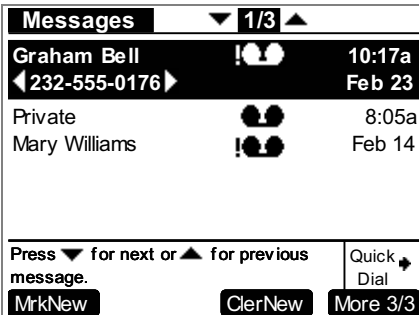 Messages 1/3
Graham Bell 10:17a
232-555-0176 Feb 23
Private 8:05a
Mary Williams Feb 14
Press for next or for previous
message.
Quick
Dial
MrkNew ClerNew More 3/3